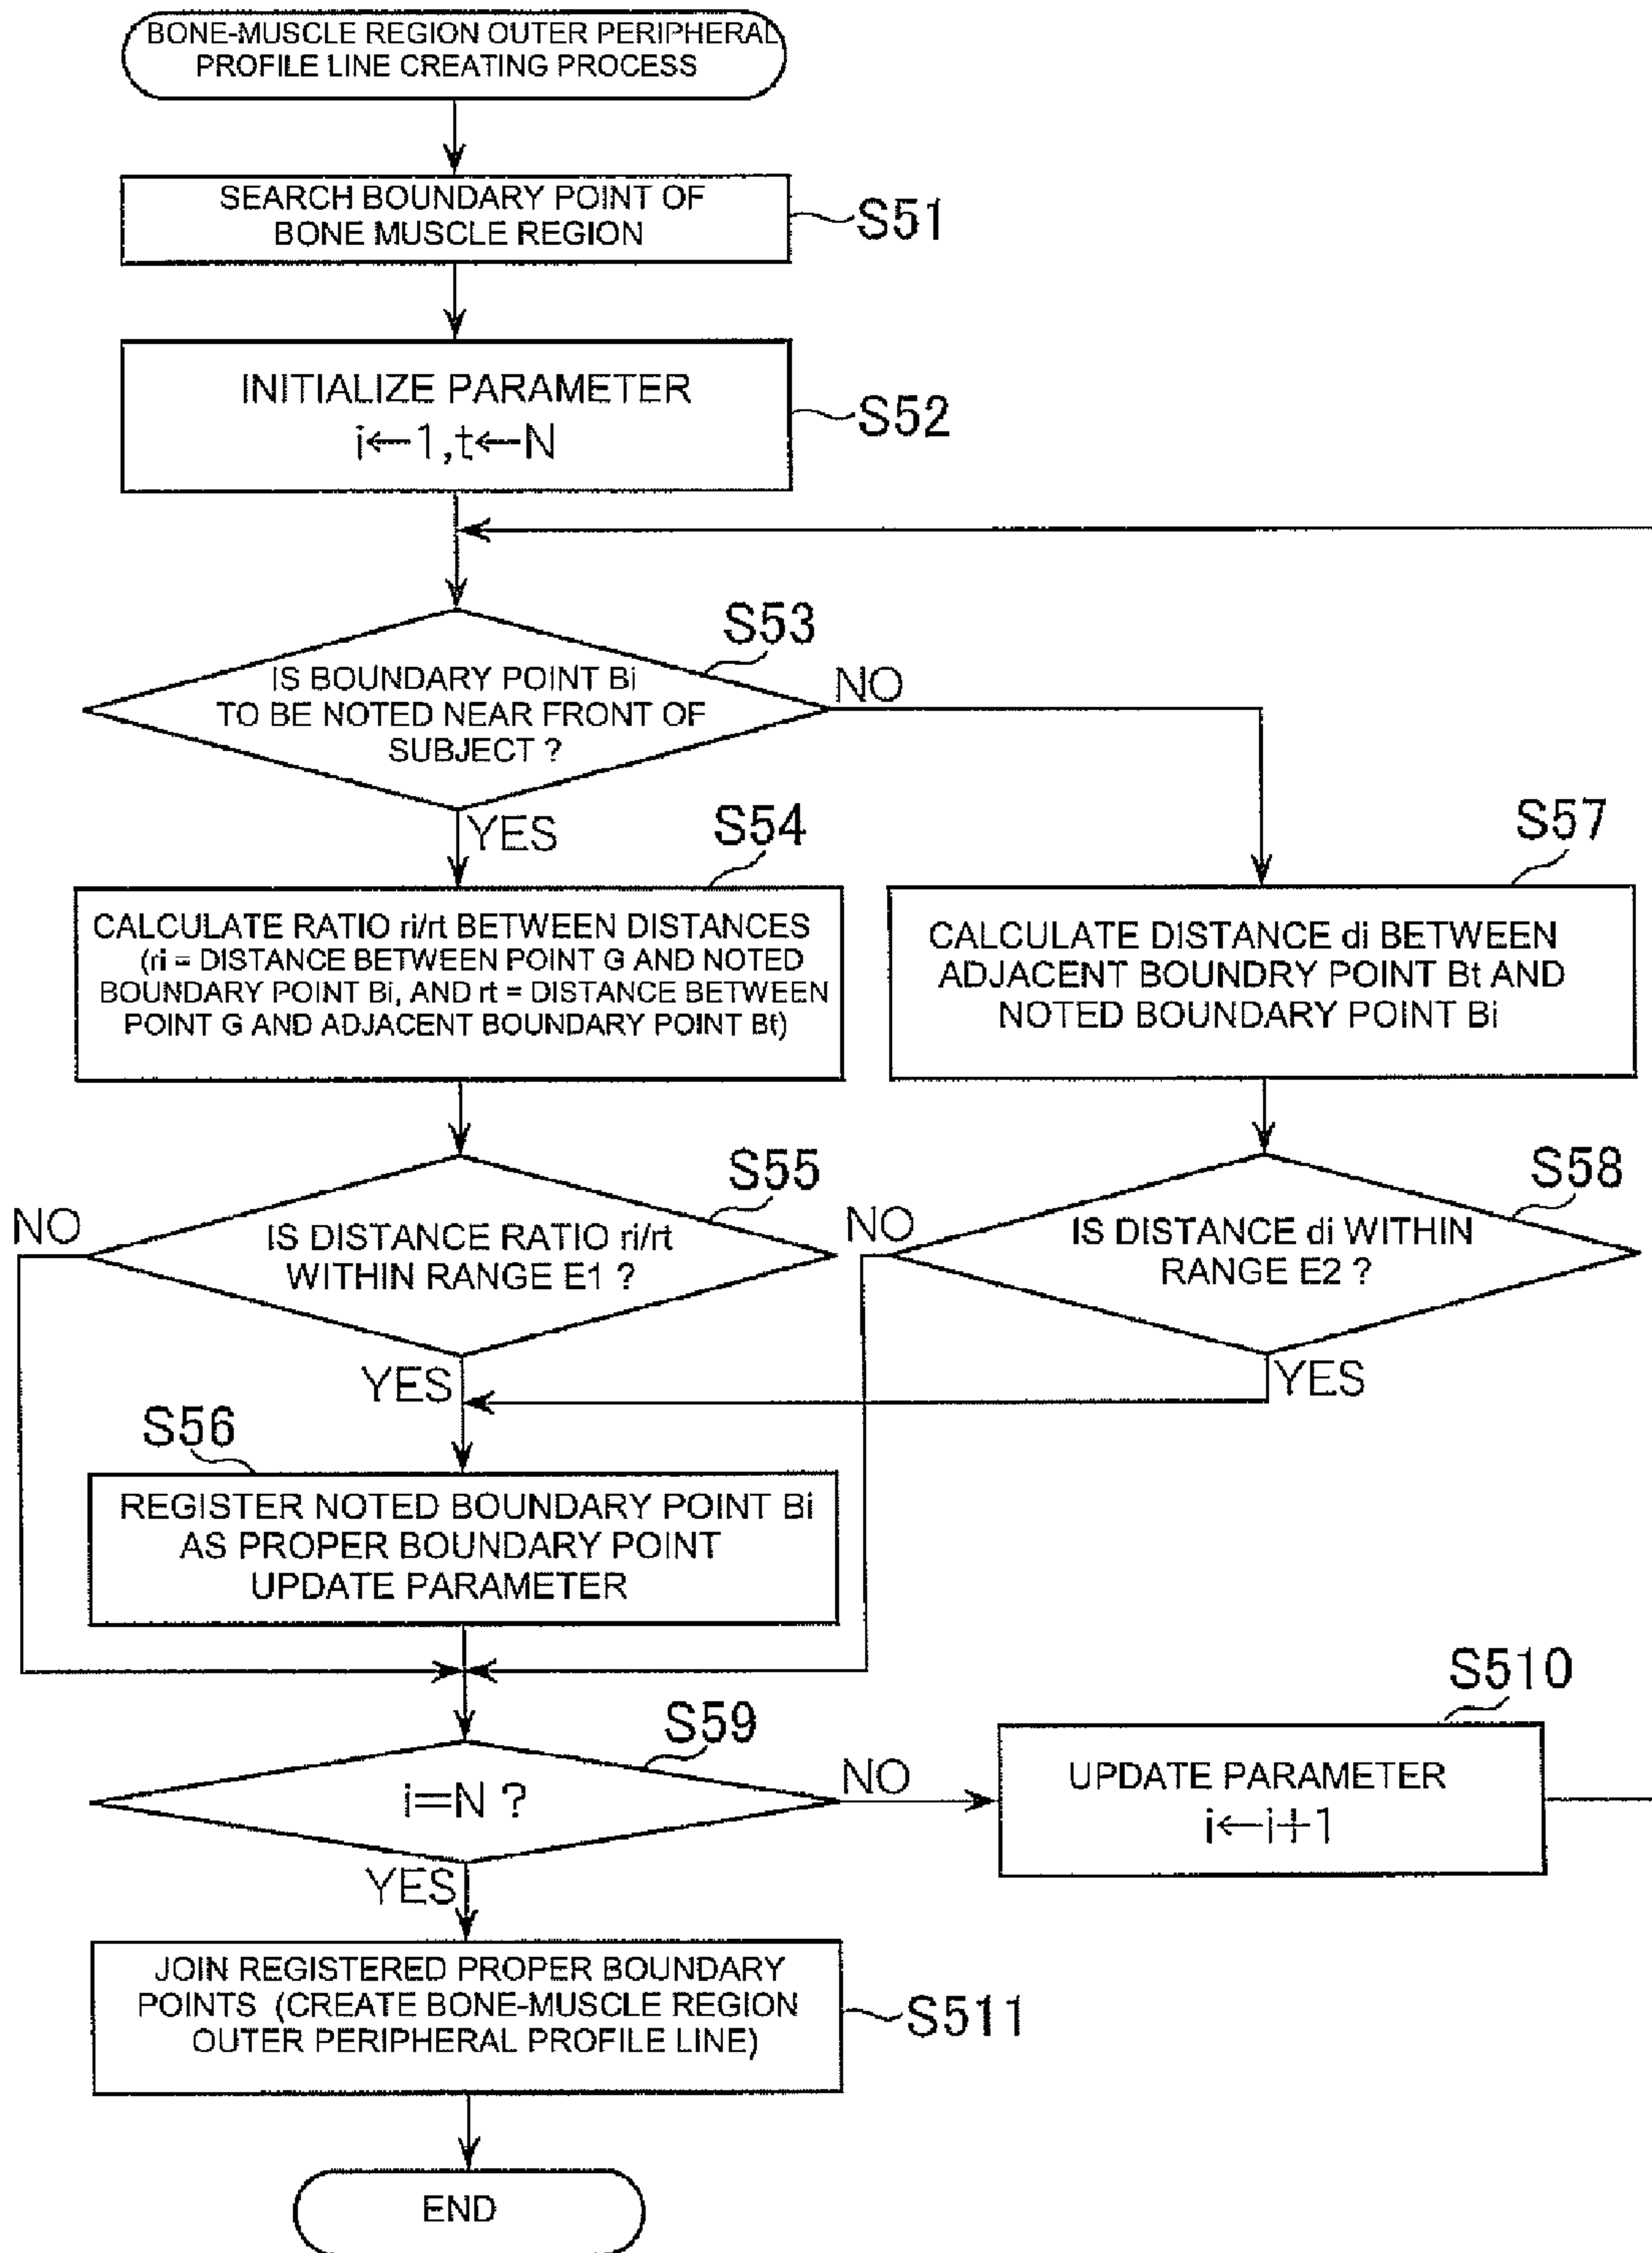 BONE-MUSCLE REGION OUTER PERIPHERAL
PROFILE LINE CREATING PROCESS
SEARCH BOUNDARY POINT OF
BONE MUSCLE REGION
S51
INITIALIZE PARAMETER
i←1,t←N
S52
S53
IS BOUNDARY POINT Bi
TO BE NOTED NEAR FRONT OF
SUBJECT ?
NO
YES
S54
CALCULATE RATIO ri/rt BETWEEN DISTANCES
(ri = DISTANCE BETWEEN POINT G AND NOTED
BOUNDARY POINT Bi, AND rt = DISTANCE BETWEEN
POINT G AND ADJACENT BOUNDARY POINT Bt)
S57
CALCULATE DISTANCE di BETWEEN
ADJACENT BOUNDRY POINT Bt AND
NOTED BOUNDARY POINT Bi
S55
NO
IS DISTANCE RATIO ri/rt
WITHIN RANGE E1 ?
YES
S58
NO
IS DISTANCE di WITHIN
RANGE E2 ?
YES
S56
REGISTER NOTED BOUNDARY POINT Bi
AS PROPER BOUNDARY POINT
UPDATE PARAMETER
S59
i=N ?
NO
YES
S510
UPDATE PARAMETER
i←i+1
JOIN REGISTERED PROPER BOUNDARY
POINTS (CREATE BONE-MUSCLE REGION
OUTER PERIPHERAL PROFILE LINE)
S511
END